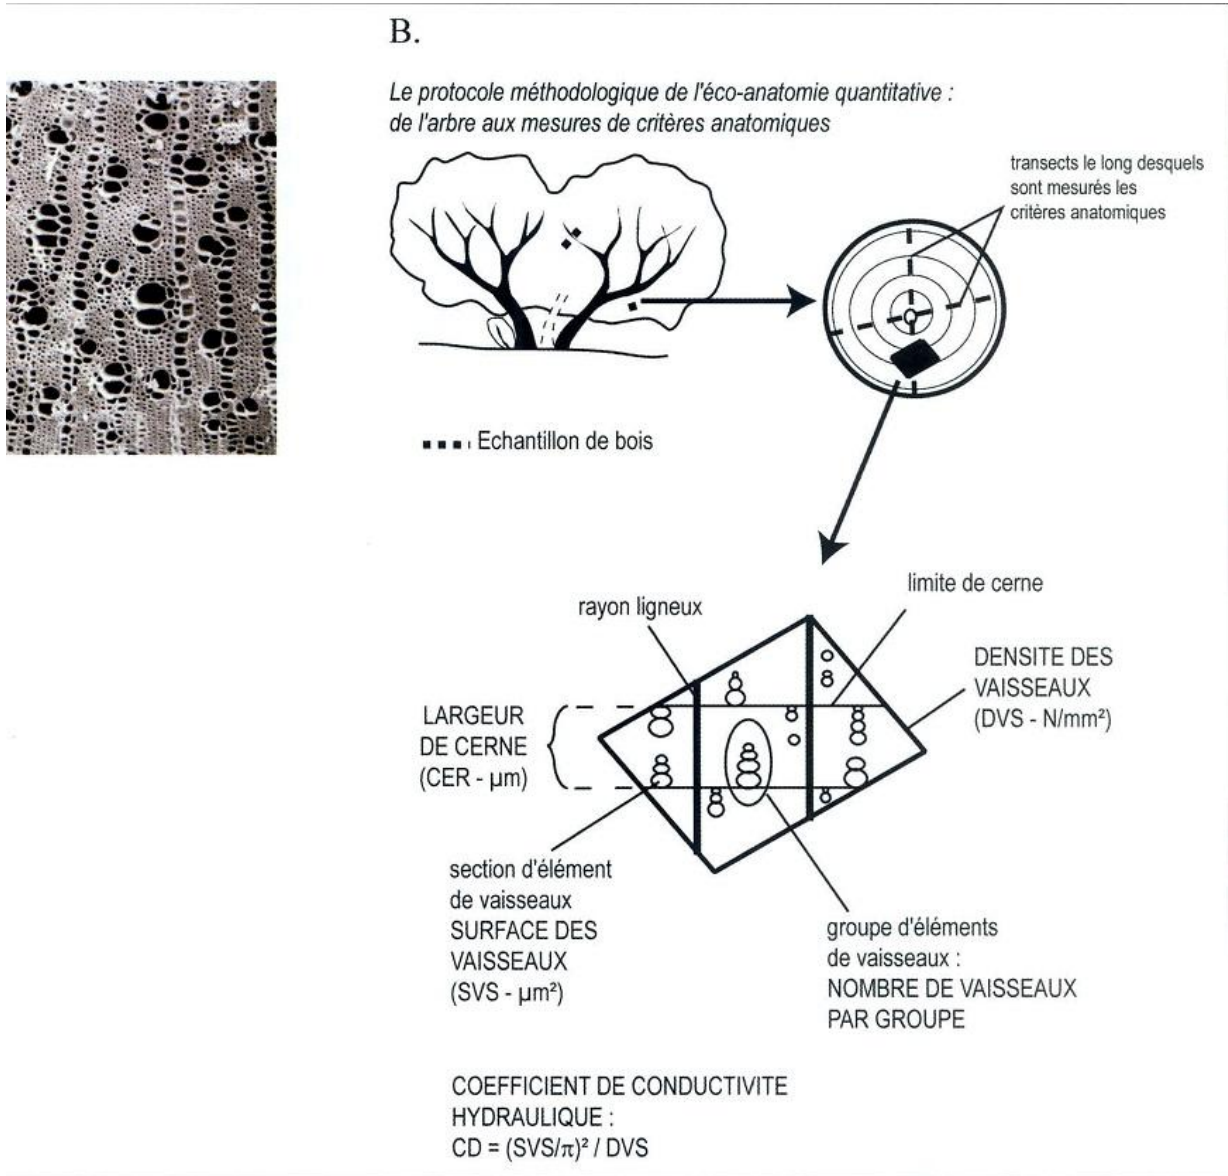 B.
Le protocole méthodologique de l'éco-anatomie quantitative :
de l'arbre aux mesures de critères anatomiques
transects le long desquels
sont mesurés les
critères anatomiques
Echantillon de bois
limite de cerne
rayon ligneux
DENSITE DES
VAISSEAUX
(DVS - N/mm²)
LARGEUR
DE CERNE
(CER - µm)
section d'élément
de vaisseaux
SURFACE DES
VAISSEAUX
(SVS - µm²)
groupe d'éléments
de vaisseaux :
NOMBRE DE VAISSEAUX
PAR GROUPE
COEFFICIENT DE CONDUCTIVITE
HYDRAULIQUE :
CD = (SVS/π)² / DVS